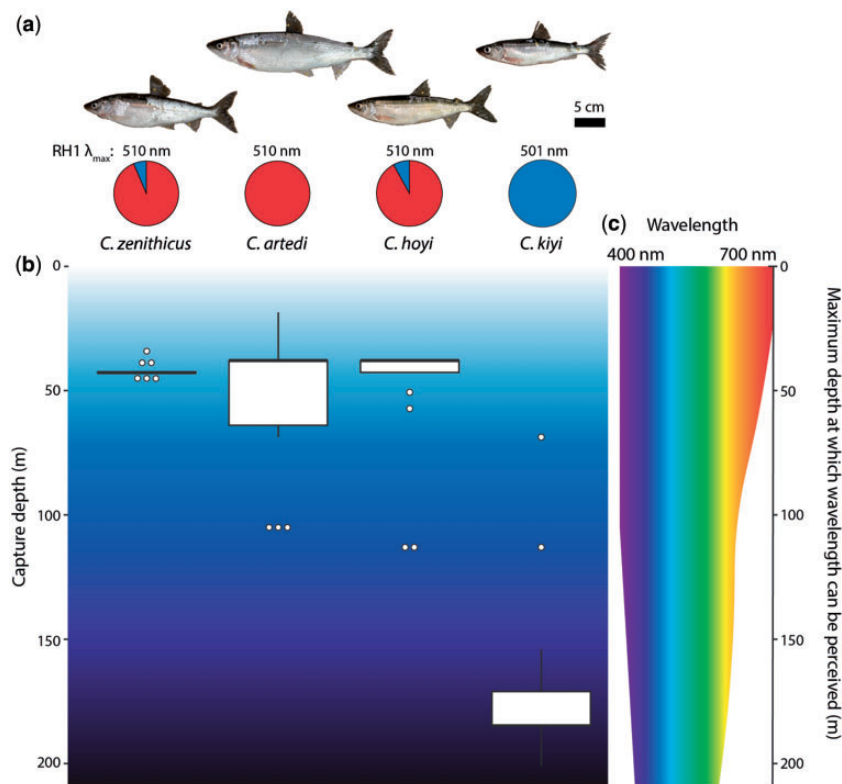 (a)
5 cm
RH1 λmax: 510 nm 510 nm 510 nm 501 nm
C. zenithicus C. artedi C. hoyi C. kiyi
(b)
Capture depth (m)
0
50
100
150
200
(c) Wavelength
400 nm 700 nm
0
50
100
150
200
Maximum depth at which wavelength can be perceived (m)